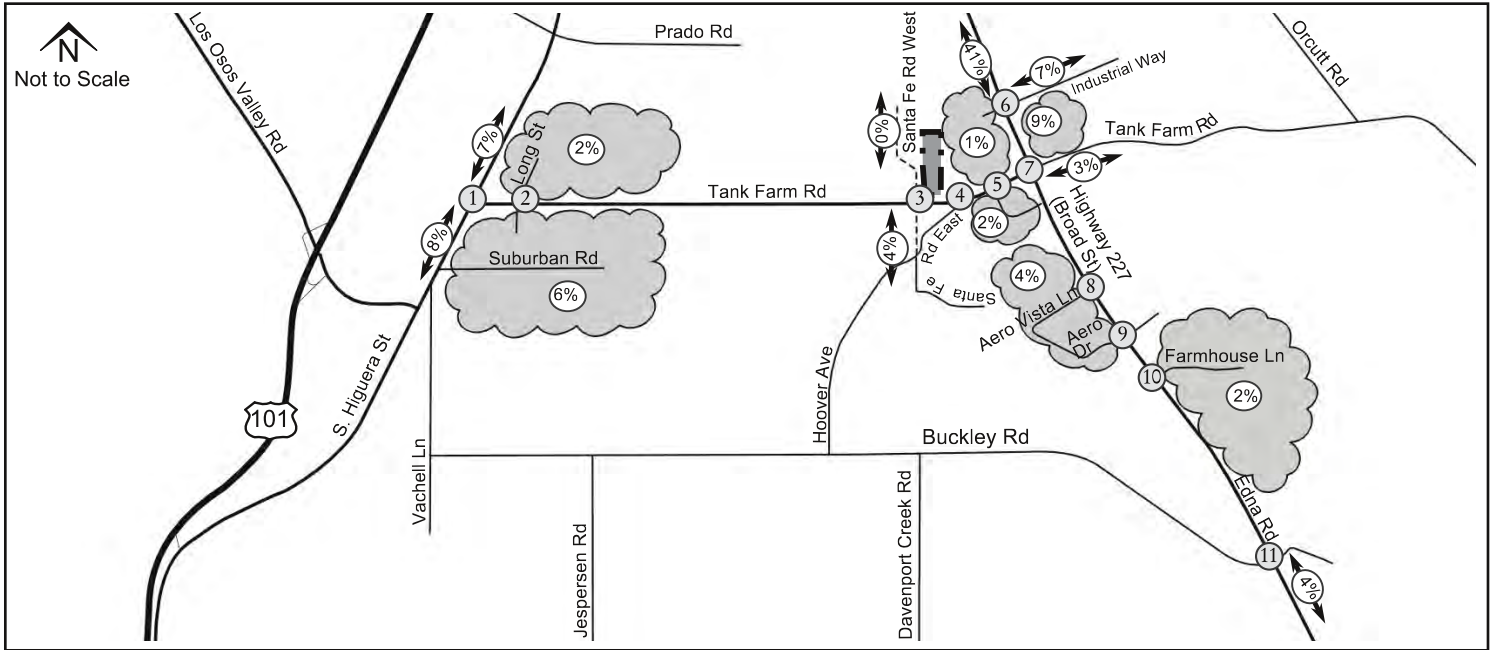 N
Not to Scale
Los Osos Valley Rd
Prado Rd
Santa Fe Rd West
41%
7%
Industrial Way
Orcutt Rd
6
9%
Tank Farm Rd
0%
1%
7%
Long St
2%
3%
7
5
Tank Farm Rd
1
2
3
4
2%
Highway 227
(Broad St)
8%
4%
Rd East
Santa Fe
Suburban Rd
6%
4%
8
Aero Vista Ln
Aero
Dr
9
Farmhouse Ln
10
2%
S. Higuera St
Hoover Ave
101
Vachell Ln
Buckley Rd
Edna Rd
Jespersen Rd
Davenport Creek Rd
11
4%